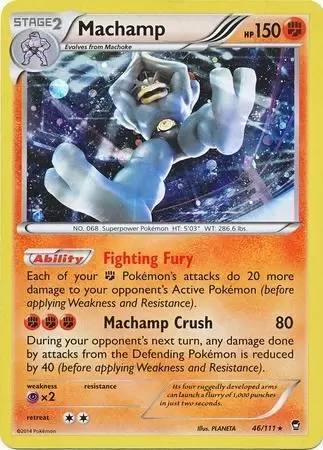 STAGE2
Machamp
HP150
Evolves from Machoke
NO. 068 Superpower Pokémon HT: 5'03" WT: 286.6 lbs.
Ability Fighting Fury
Each of your Pokémon's attacks do 20 more
damage to your opponent's Active Pokémon (before
applying Weakness and Resistance).
Machamp Crush 80
During your opponent's next turn, any damage done
by attacks from the Defending Pokémon is reduced
by 40 (before applying Weakness and Resistance).
weakness resistance
×2
Its four ruggedly developed arms
can launch a flurry of 1,000 punches
in just two seconds.
retreat
©2014 Pokémon
Illus. PLANETA
46/111 ★